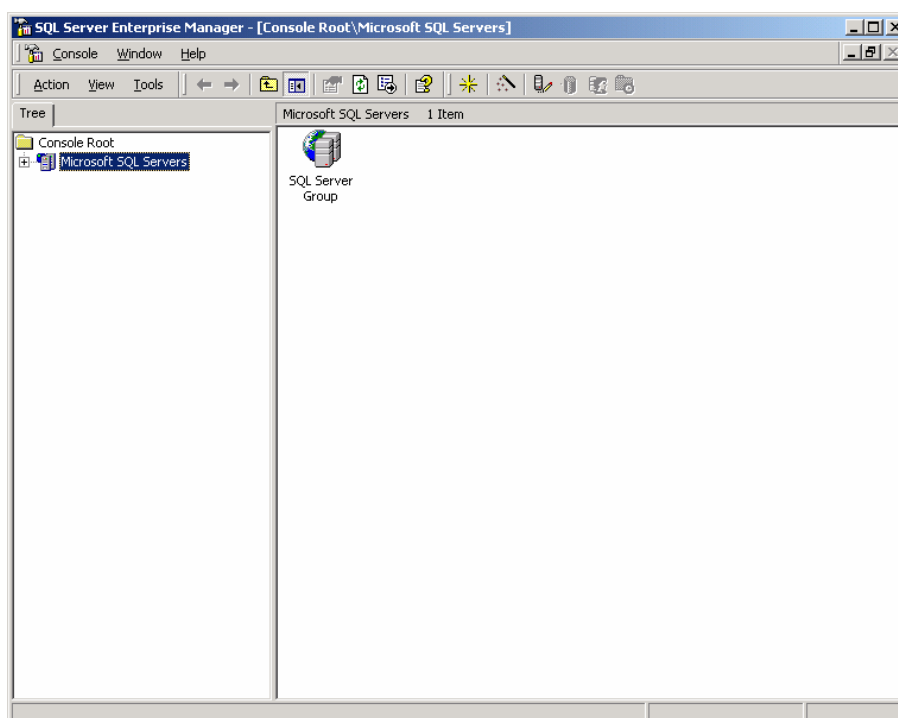 SQL Server Enterprise Manager - [Console Root\Microsoft SQL Servers]
Console Window Help
Action View Tools
Tree
Microsoft SQL Servers 1 Item
Console Root
Microsoft SQL Servers
SQL Server
Group